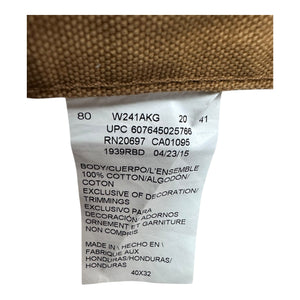 80 W241AKG 20 41
UPC 607645025766
RN20697 CA01095
1939RBD 04/23/15
BODY/CUERPO/L'ENSEMBLE
100% COTTON/ALGODON/
COTON
EXCLUSIVE OF DECORATION/
TRIMMINGS
EXCLUSIVO PARA
DECORACIÓN/ADORNOS
ORNEMENT ET GARNITURE
NON COMPRIS
MADE IN \ HECHO EN \
FABRIQUE AUX
HONDURAS/HONDURAS/
HONDURAS
40X32